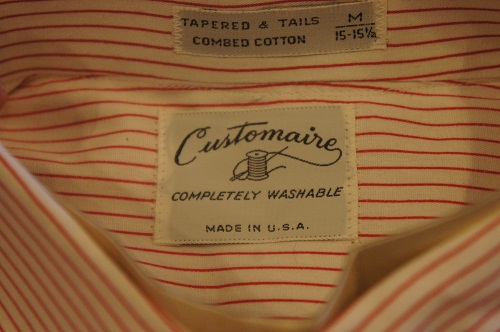 TAPERED & TAILS M
COMBED COTTON 15-15½
Customaire
COMPLETELY WASHABLE
MADE IN U.S.A.